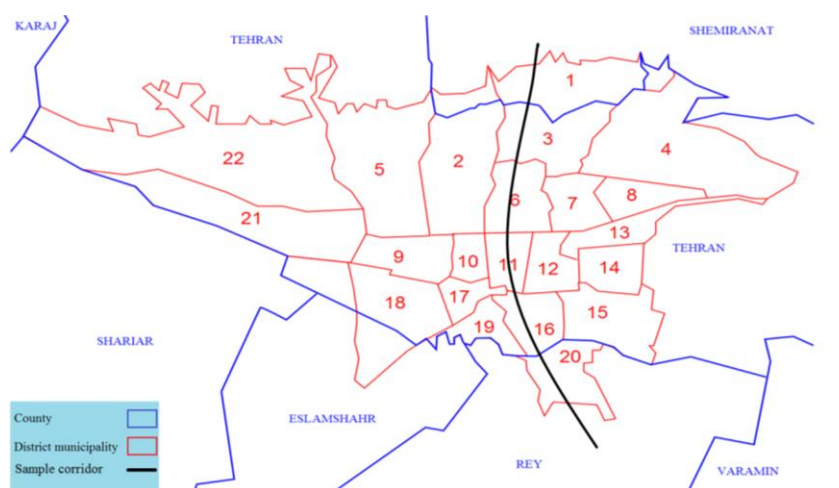 KARAJ
TEHRAN
SHEMIRANAT
1
3
4
22
5
2
8
6
7
21
13
TEHRAN
9
10
11
12
14
18
17
15
19
16
20
SHARIAR
County
ESLAMSHAHR
District municipality
Sample corridor
REY
VARAMIN